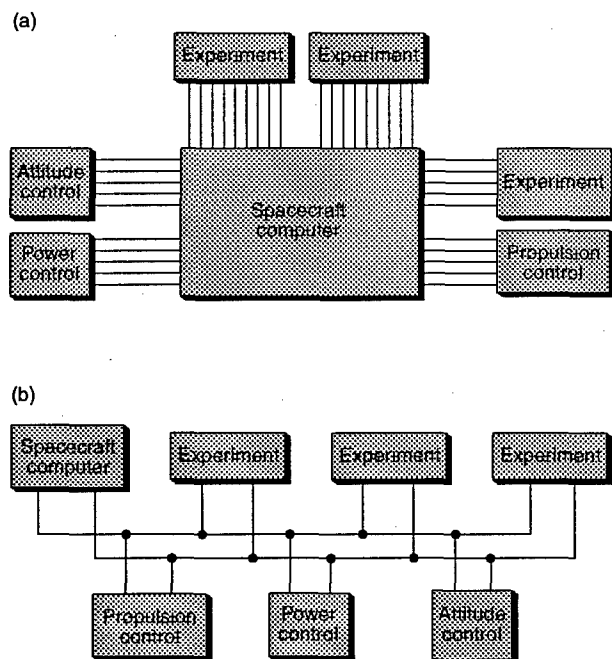 (a)
Experiment
Experiment
Attitude
control
Spacecraft
computer
Experiment
Power
control
Propulsion
control
(b)
Spacecraft
computer
Experiment
Experiment
Experiment
Propulsion
control
Power
control
Attitude
control